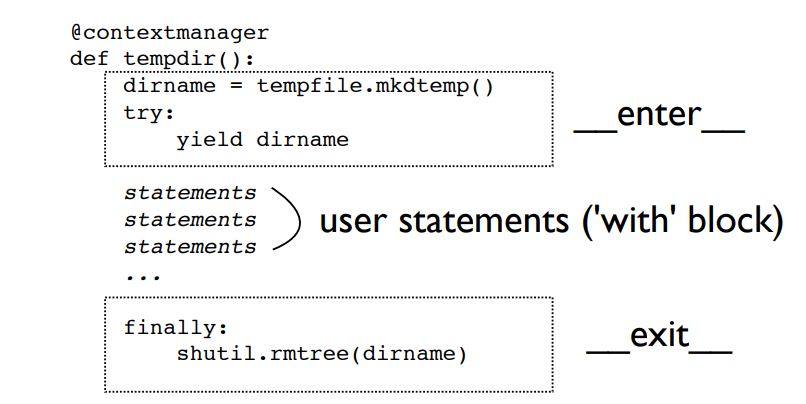 @contextmanager
def tempdir():
    dirname = tempfile.mkdtemp()
    try:
        yield dirname
__enter__
    statements
    statements
    statements
    ...
user statements ('with' block)
    finally:
        shutil.rmtree(dirname)
__exit__